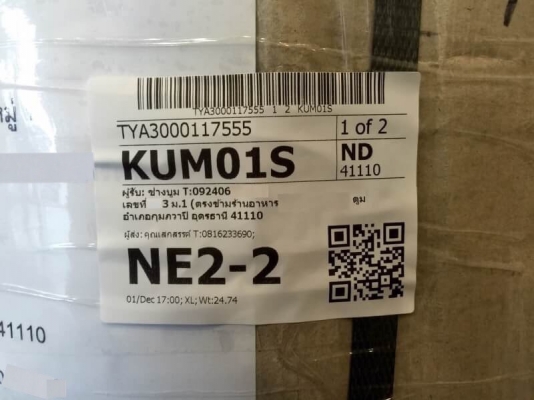 หมู่
TYA3000117555 1 2 KUM01S
TYA3000117555
1 of 2
KUM01S
ND
41110
ผู้รับ: ช่างบูม T:092406
เลขที่ 3 ม.1 (ตรงข้ามร้านอาหาร
อำเภอกุมภวาปี อุดรธานี 41110
ตูม
ผู้ส่ง: คุณเสกสรรค์ T:0816233690;
NE2-2
01/Dec 17:00; XL; Wt:24.74
41110